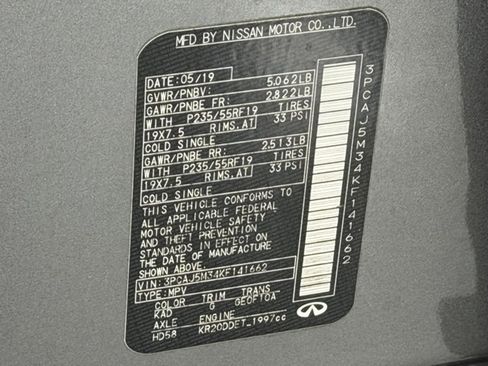 MFD BY NISSAN MOTOR CO.,LTD.
DATE: 05/19
GVWR/PNBV: 5.062LB
GAWR/PNBE FR: 2.822LB
WITH P235/55RF19 TIRES
19X7.5 RIMS.AT 33 PSI
COLD SINGLE
GAWR/PNBE RR: 2.513LB
WITH P235/55RF19 TIRES
19X7.5 RIMS.AT 33 PSI
COLD SINGLE
THIS VEHICLE CONFORMS TO
ALL APPLICABLE FEDERAL
MOTOR VEHICLE SAFETY
AND THEFT PREVENTION
STANDARDS IN EFFECT ON
THE DATE OF MANUFACTURE
SHOWN ABOVE.
VIN: 3PCAJ5M34KF141662
TYPE: MPV
COLOR TRIM TRANS
KAD G GE0F10A
AXLE ENGINE
HD58 KR20DDET 1997cc
3PCAJ5M34KF141662